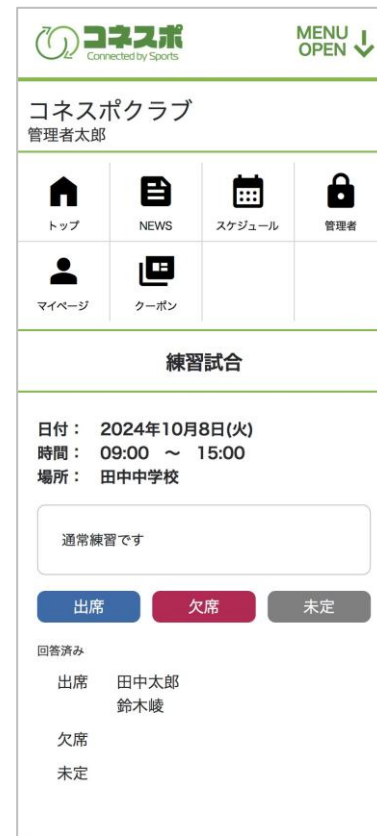 コネスポ
Connected by Sports
MENU
OPEN
コネスポクラブ
管理者太郎
トップ
NEWS
スケジュール
管理者
マイページ
クーポン
練習試合
日付： 2024年10月8日(火)
時間： 09:00 ～ 15:00
場所： 田中中学校
通常練習です
出席
欠席
未定
回答済み
出席 田中太郎
鈴木崚
欠席
未定